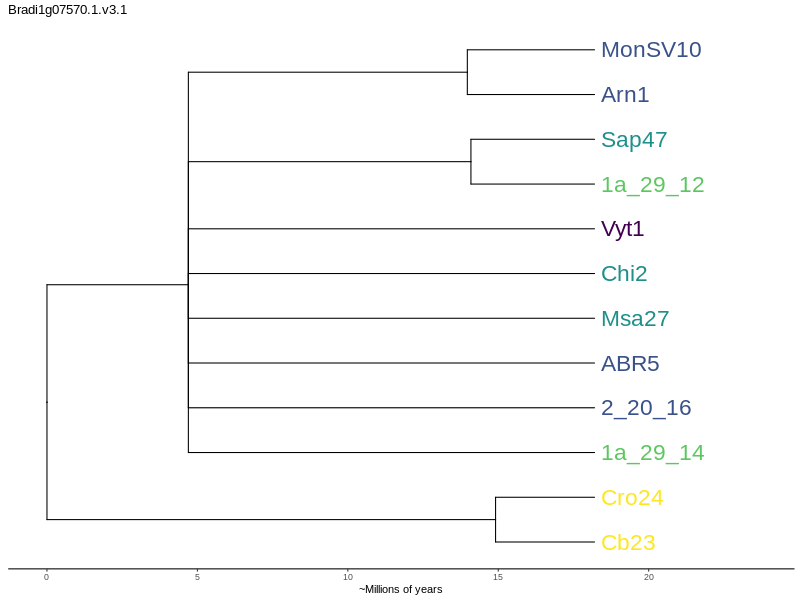 Bradi1g07570.1.v3.1
MonSV10
Arn1
Sap47
1a_29_12
Vyt1
Chi2
Msa27
ABR5
2_20_16
1a_29_14
Cro24
Cb23
0 5 10 15 20
~Millions of years